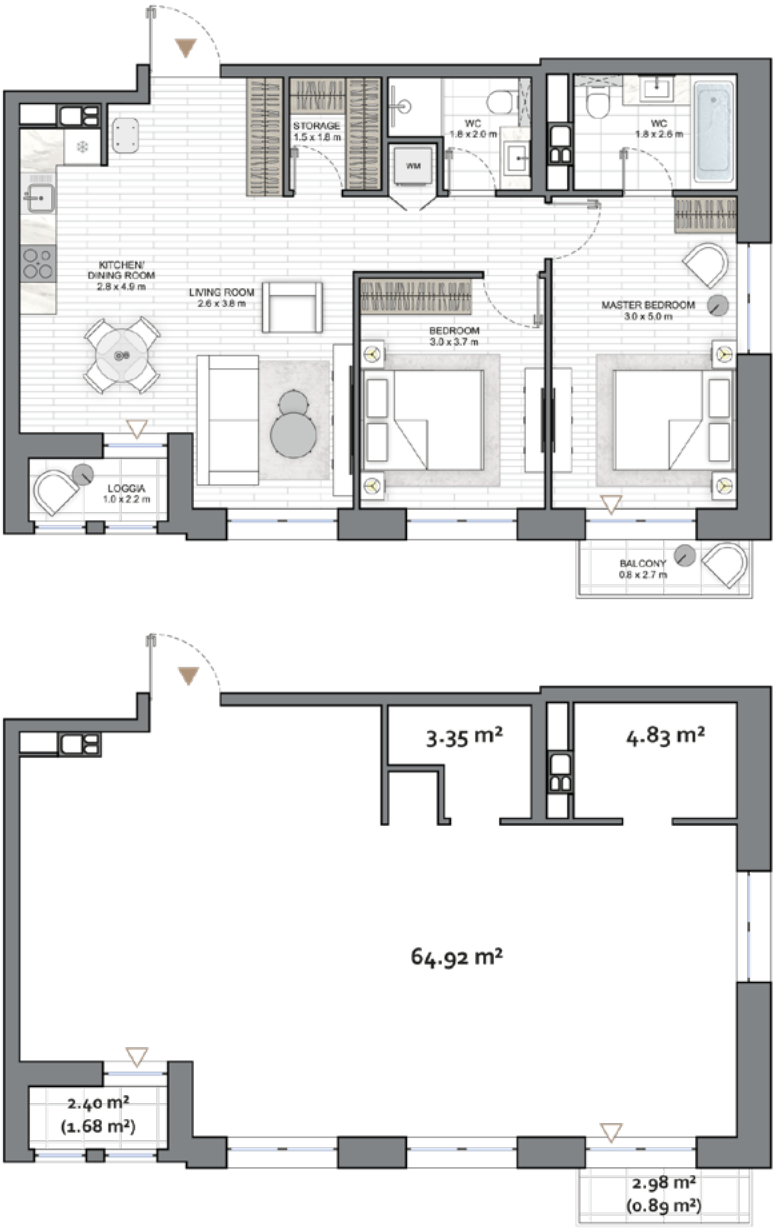 STORAGE
1.5 x 1.8 m
WC
1.8 x 2.0 m
WC
1.8 x 2.6 m
WM
KITCHEN/
DINING ROOM
2.8 x 4.9 m
LIVING ROOM
2.6 x 3.8 m
BEDROOM
3.0 x 3.7 m
MASTER BEDROOM
3.0 x 5.0 m
LOGGIA
1.0 x 2.2 m
BALCONY
0.8 x 2.7 m
3.35 m²
4.83 m²
64.92 m²
2.40 m²
(1.68 m²)
2.98 m²
(0.89 m²)